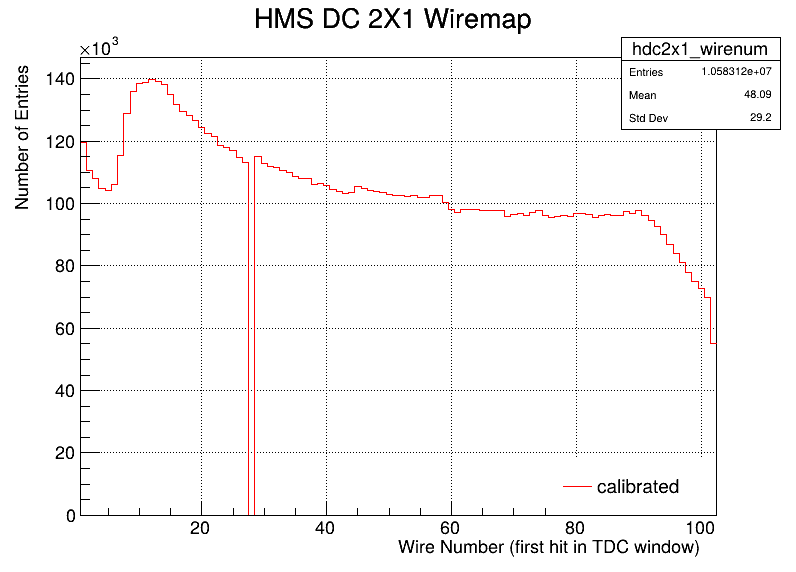 HMS DC 2X1 Wiremap
×10³
hdc2x1_wirenum
Entries 1.058312e+07
Mean 48.09
Std Dev 29.2
Number of Entries
140
120
100
80
60
40
20
0
calibrated
20 40 60 80 100
Wire Number (first hit in TDC window)